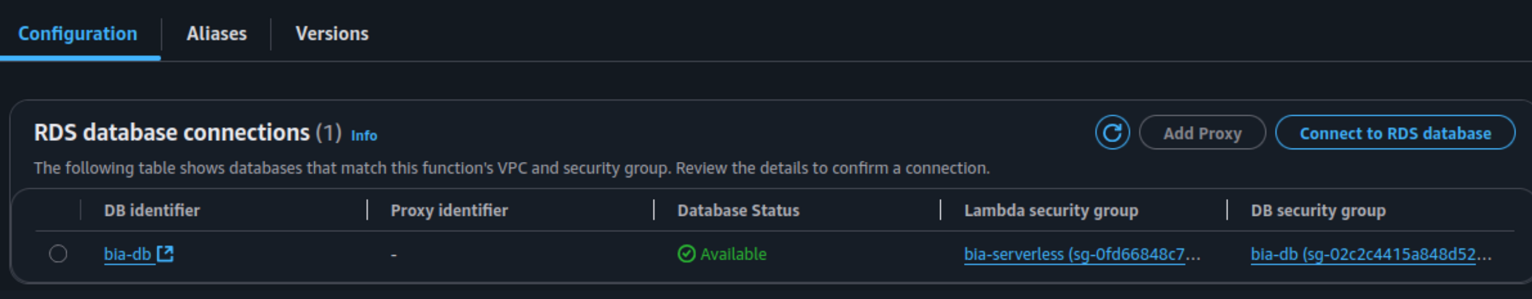 Configuration Aliases Versions
RDS database connections (1) Info Add Proxy Connect to RDS database
The following table shows databases that match this function's VPC and security group. Review the details to confirm a connection.
DB identifier Proxy identifier Database Status Lambda security group DB security group
bia-db - Available bia-serverless (sg-0fd66848c7... bia-db (sg-02c2c4415a848d52...